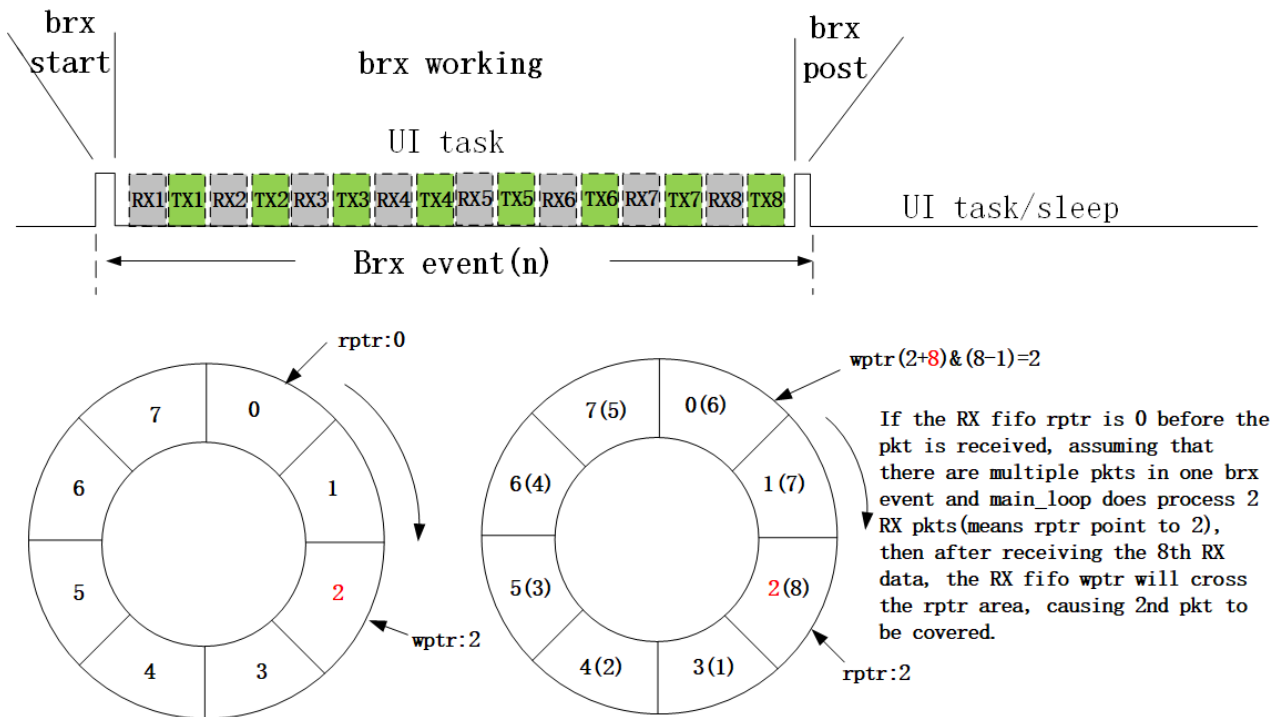 brx
start
brx working
brx
post
UI task
RX1 TX1 RX2 TX2 RX3 TX3 RX4 TX4 RX5 TX5 RX6 TX6 RX7 TX7 RX8 TX8
UI task/sleep
Brx event(n)
rptr:0
7 0
6 1
5 2
4 3
wptr:2
wptr(2+8)&(8-1)=2
7(5) 0(6)
6(4) 1(7)
5(3) 2(8)
4(2) 3(1)
rptr:2
If the RX fifo rptr is 0 before the
pkt is received, assuming that
there are multiple pkts in one brx
event and main_loop does process 2
RX pkts(means rptr point to 2),
then after receiving the 8th RX
data, the RX fifo wptr will cross
the rptr area, causing 2nd pkt to
be covered.